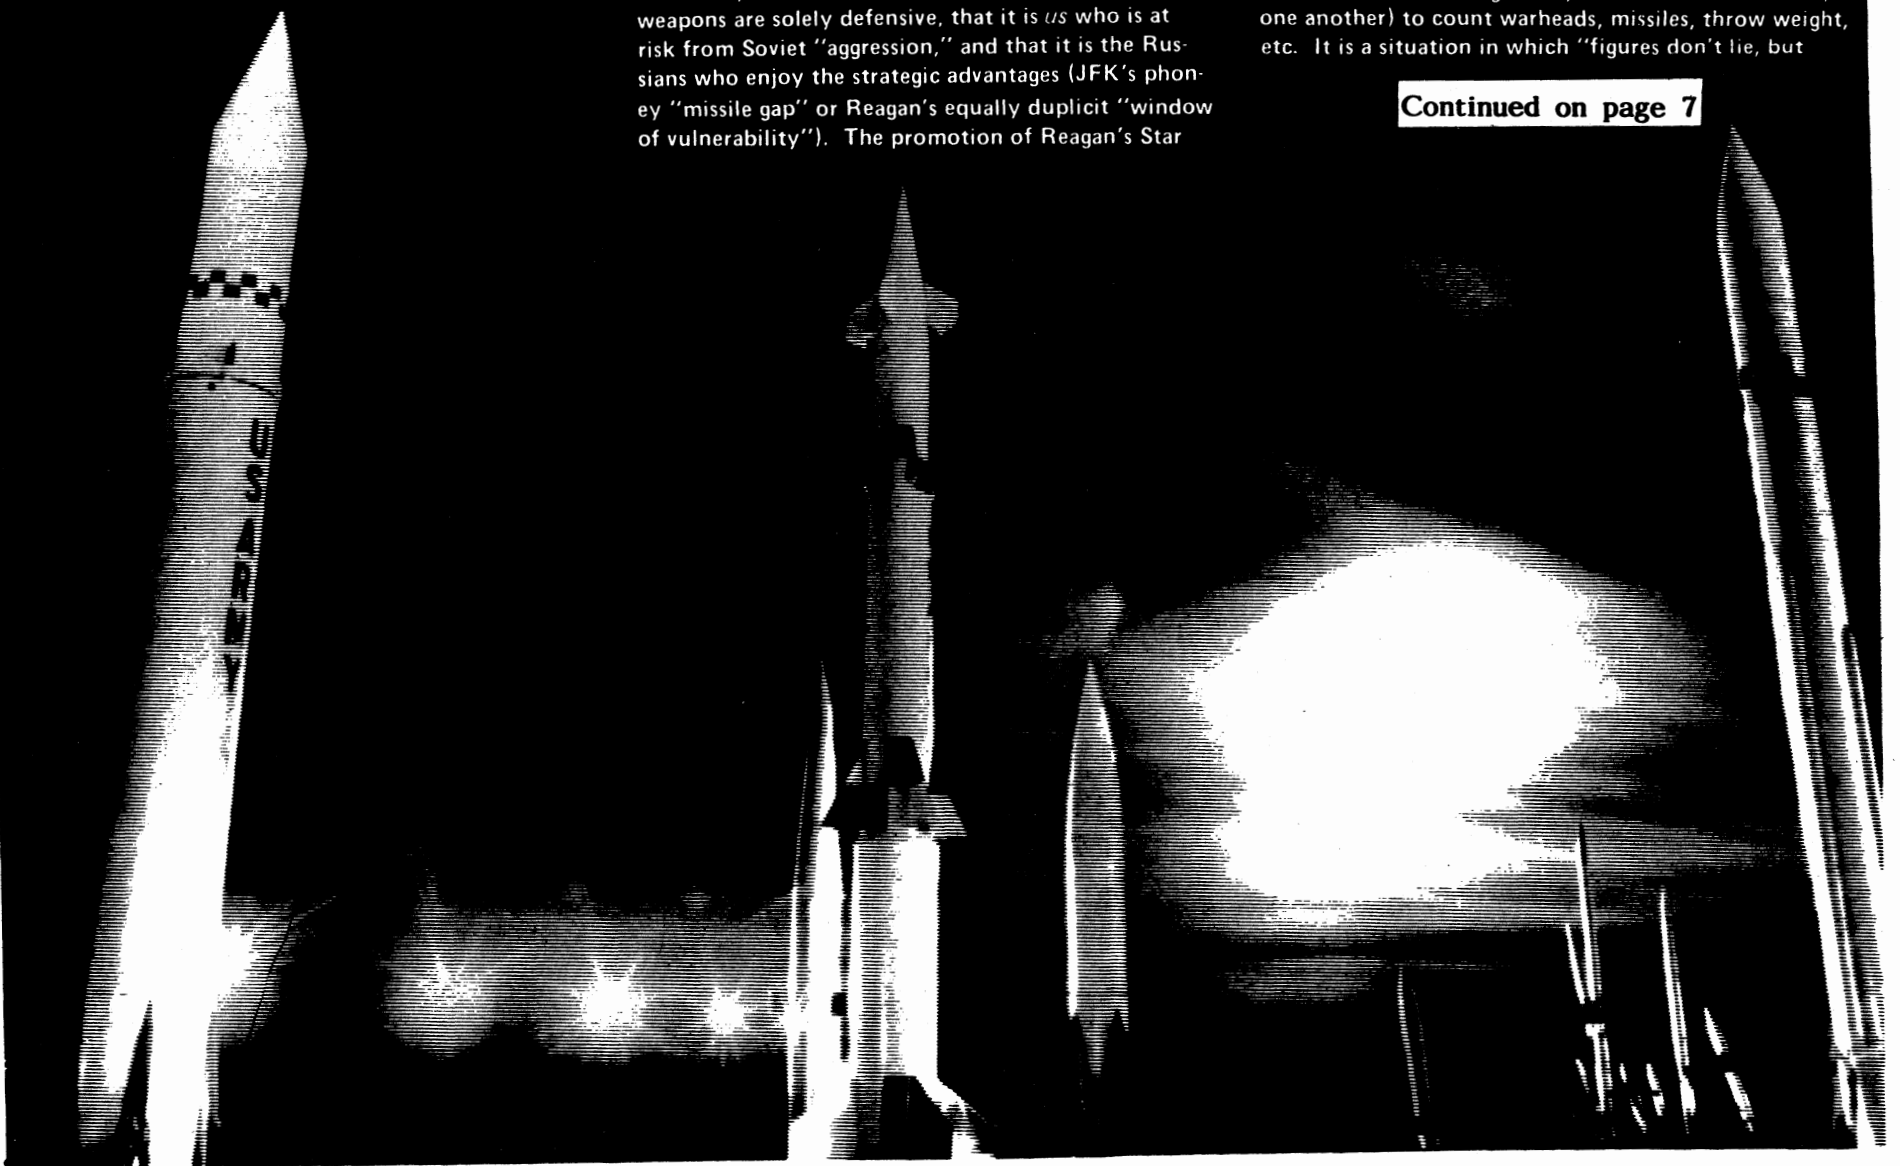 weapons are solely defensive, that it is us who is at
risk from Soviet "aggression," and that it is the Rus-
sians who enjoy the strategic advantages (JFK's phon-
ey "missile gap" or Reagan's equally duplicit "window
of vulnerability"). The promotion of Reagan's Star
one another) to count warheads, missiles, throw weight,
etc. It is a situation in which "figures don't lie, but
Continued on page 7
US ARMY